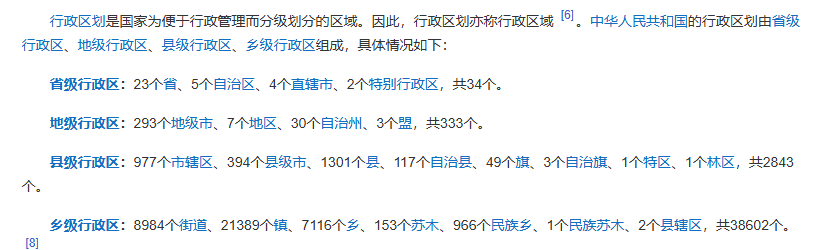 行政区划是国家为便于行政管理而分级划分的区域。因此，行政区划亦称行政区域 [6]。中华人民共和国的行政区划由省级
行政区、地级行政区、县级行政区、乡级行政区组成，具体情况如下：
省级行政区：23个省、5个自治区、4个直辖市、2个特别行政区，共34个。
地级行政区：293个地级市、7个地区、30个自治州、3个盟，共333个。
县级行政区：977个市辖区、394个县级市、1301个县、117个自治县、49个旗、3个自治旗、1个特区、1个林区，共2843
个。
乡级行政区：8984个街道、21389个镇、7116个乡、153个苏木、966个民族乡、1个民族苏木、2个县辖区，共38602个。
[8]